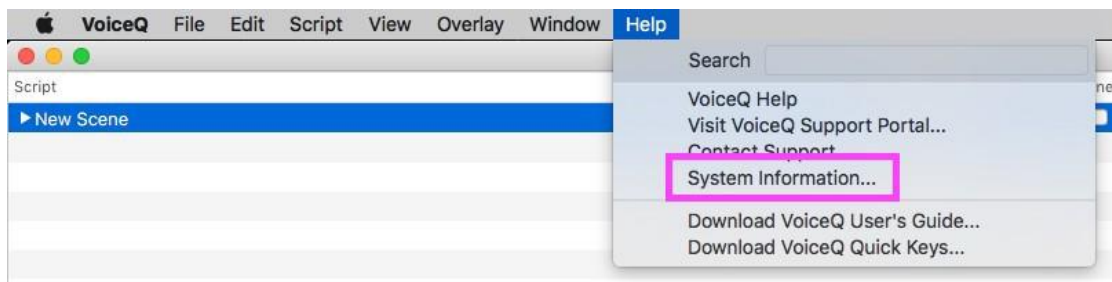 VoiceQ File Edit Script View Overlay Window Help
Search
Script
New Scene
VoiceQ Help
Visit VoiceQ Support Portal...
Contact Support
System Information...
Download VoiceQ User's Guide...
Download VoiceQ Quick Keys...